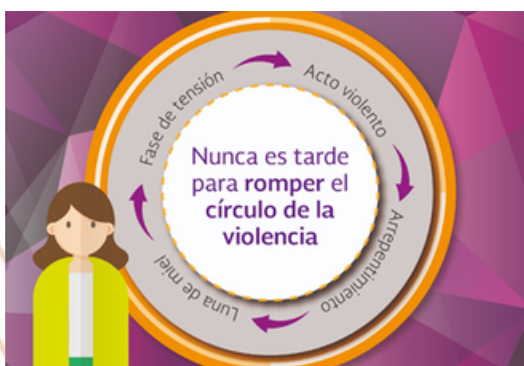 Fase de tensión
Acto violento
Arrepentimiento
Luna de miel
Nunca es tarde
para romper el
círculo de la
violencia